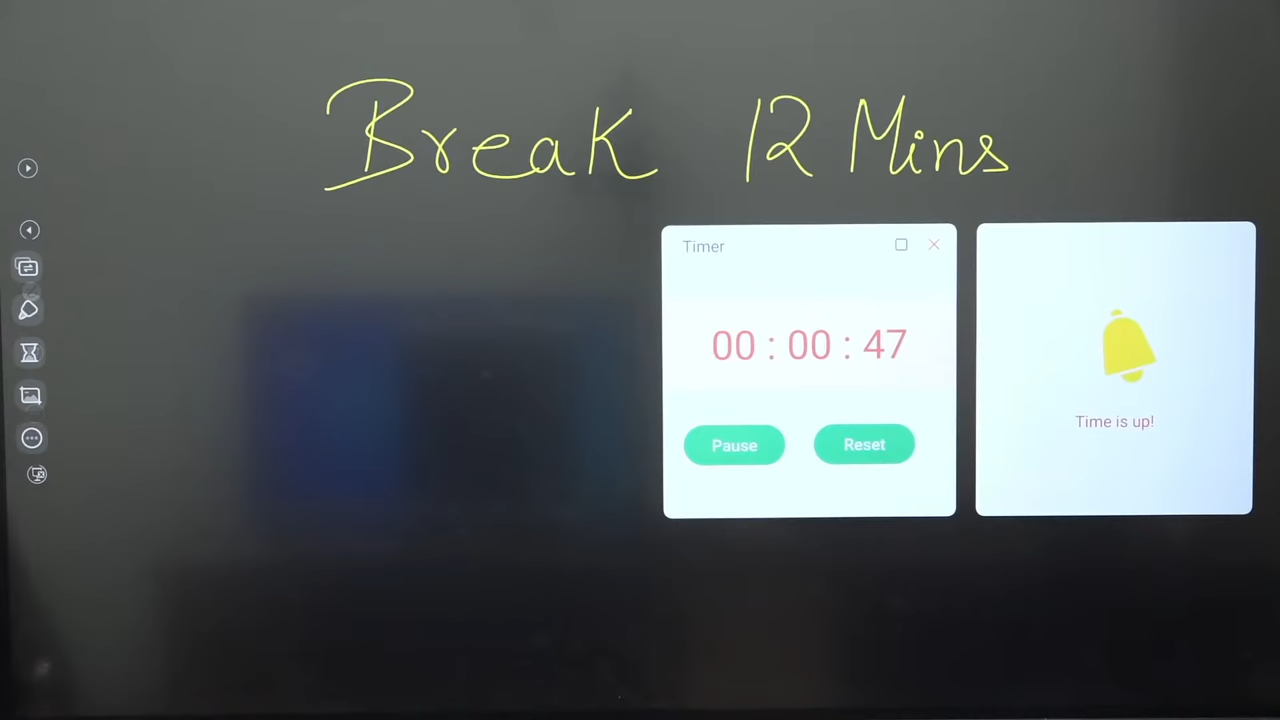 Break 12 Mins
Timer
00 : 00 : 47
Pause Reset
Time is up!